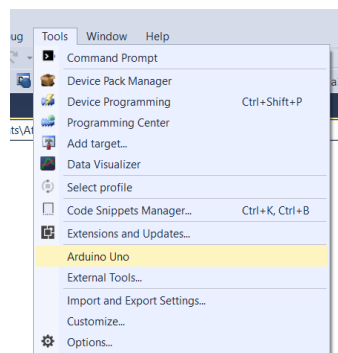 ug Tools Window Help
Command Prompt
Device Pack Manager
Device Programming Ctrl+Shift+P
Programming Center
Add target...
Data Visualizer
Select profile
Code Snippets Manager... Ctrl+K, Ctrl+B
Extensions and Updates...
Arduino Uno
External Tools...
Import and Export Settings...
Customize...
Options...